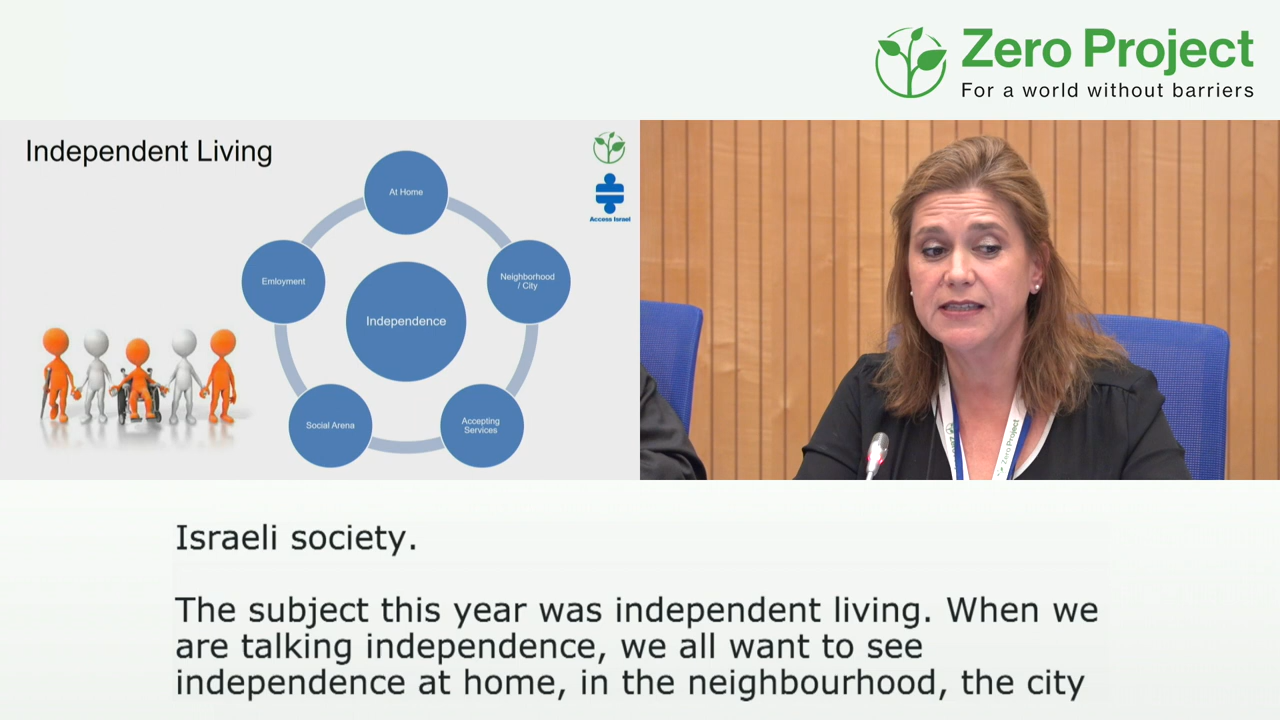 Zero Project
For a world without barriers
Independent Living
At Home
Neighborhood
/ City
Accepting
Services
Social Arena
Emloyment
Independence
Access Israel
Zero Project
Israeli society.
The subject this year was independent living. When we
are talking independence, we all want to see
independence at home, in the neighbourhood, the city